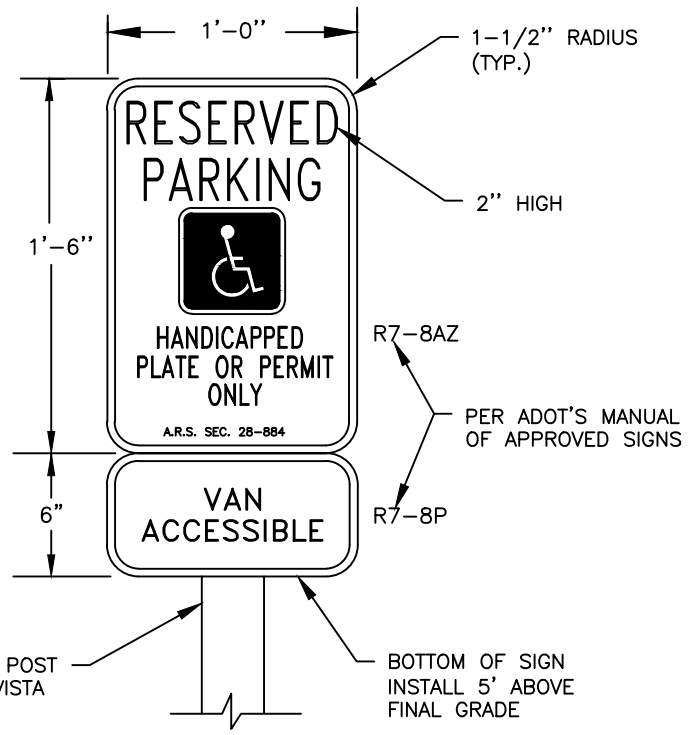 1'-0"
1-1/2" RADIUS
(TYP.)
RESERVED
PARKING
2" HIGH
1'-6"
HANDICAPPED
PLATE OR PERMIT
ONLY
A.R.S. SEC. 28-884
R7-8AZ
PER ADOT'S MANUAL
OF APPROVED SIGNS
6"
VAN
ACCESSIBLE
R7-8P
POST
VISTA
BOTTOM OF SIGN
INSTALL 5' ABOVE
FINAL GRADE